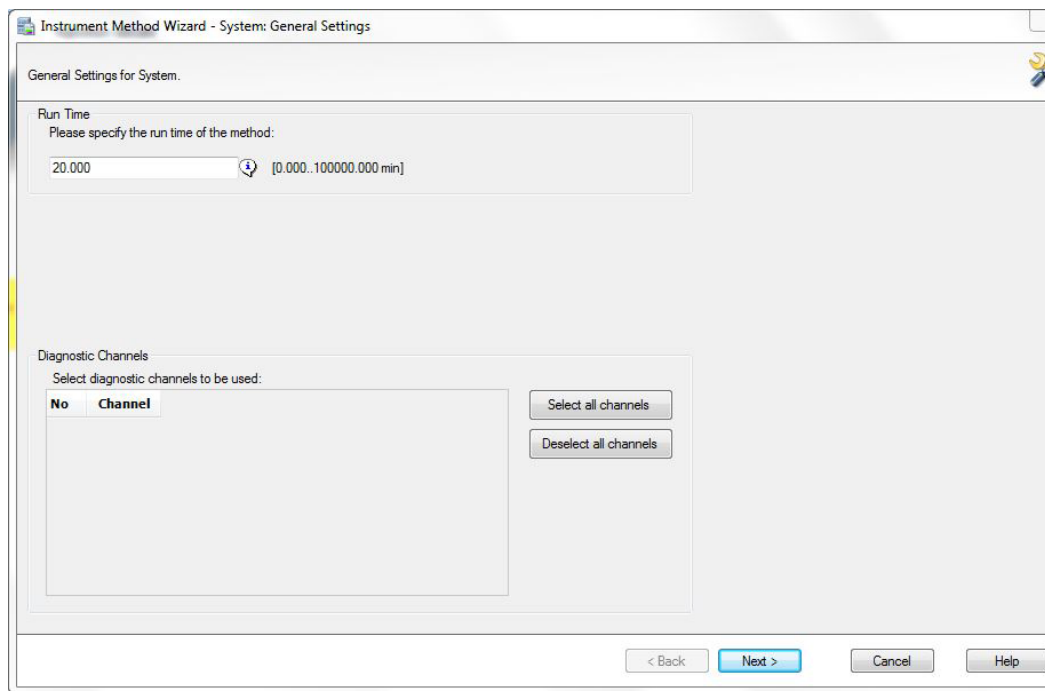 Instrument Method Wizard - System: General Settings
General Settings for System.
Run Time
Please specify the run time of the method:
20.000 [0.000..100000.000 min]
Diagnostic Channels
Select diagnostic channels to be used:
No Channel
Select all channels
Deselect all channels
< Back Next > Cancel Help